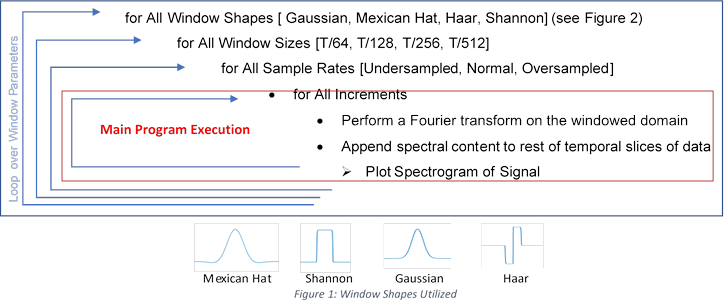 for All Window Shapes [ Gaussian, Mexican Hat, Haar, Shannon] (see Figure 2)
for All Window Sizes [T/64, T/128, T/256, T/512]
for All Sample Rates [Undersampled, Normal, Oversampled]
• for All Increments
Main Program Execution
• Perform a Fourier transform on the windowed domain
• Append spectral content to rest of temporal slices of data
➢ Plot Spectrogram of Signal
Loop over Window Parameters
Mexican Hat
Shannon
Gaussian
Haar
Figure 1: Window Shapes Utilized